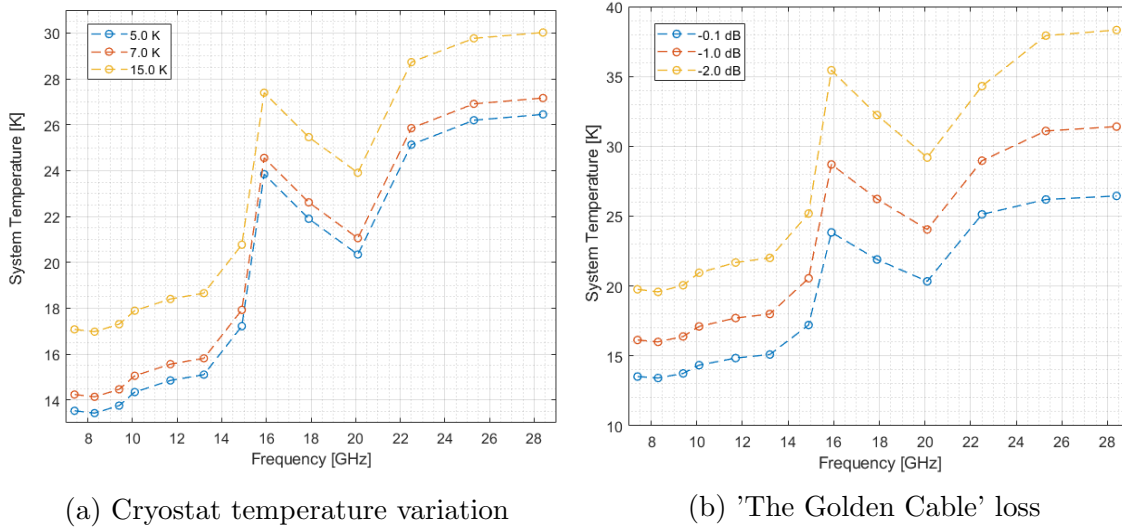 5.0 K
7.0 K
15.0 K
System Temperature [K]
30
28
26
24
22
20
18
16
14
8 10 12 14 16 18 20 22 24 26 28
Frequency [GHz]
(a) Cryostat temperature variation
-0.1 dB
-1.0 dB
-2.0 dB
System Temperature [K]
40
35
30
25
20
15
10
8 10 12 14 16 18 20 22 24 26 28
Frequency [GHz]
(b) 'The Golden Cable' loss